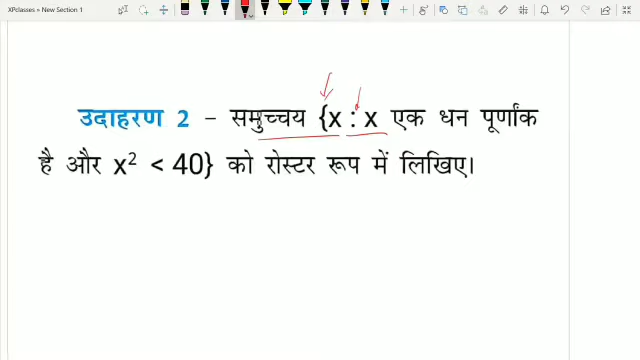 XPclasses » New Section 1
उदाहरण 2 - समुच्चय {x : x एक धन पूर्णांक
है और x² < 40} को रोस्टर रूप में लिखिए।